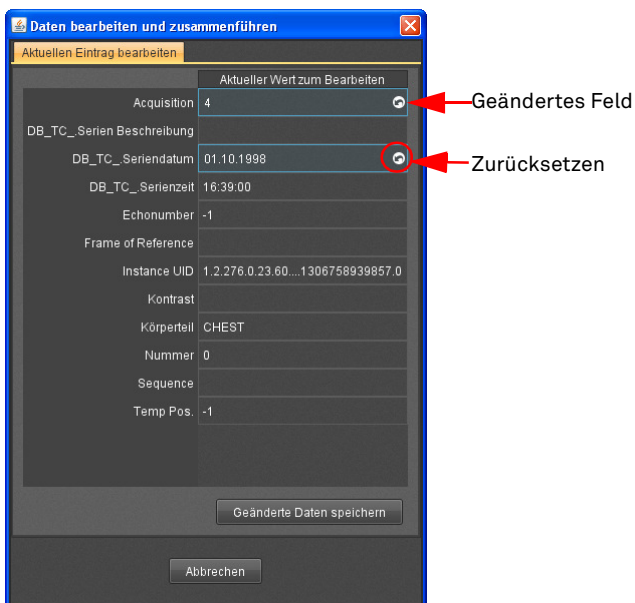 Daten bearbeiten und zusammenführen
Aktuellen Eintrag bearbeiten
Aktueller Wert zum Bearbeiten
Acquisition 4
Geändertes Feld
DB_TC_.Serien Beschreibung
DB_TC_.Seriendatum 01.10.1998
Zurücksetzen
DB_TC_.Serienzeit 16:39:00
Echonumber -1
Frame of Reference
Instance UID 1.2.276.0.23.60....1306758939857.0
Kontrast
Körperteil CHEST
Nummer 0
Sequence
Temp Pos. -1
Geänderte Daten speichern
Abbrechen